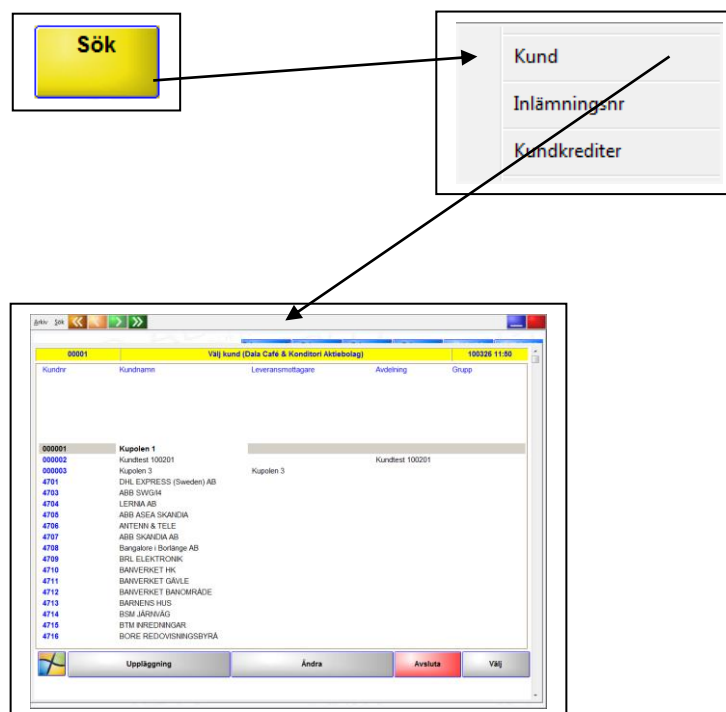 Sök
Kund
Inlämningsnr
Kundkrediter
Arkiv Sök
00001 Välj kund (Dala Café & Konditori Aktiebolag) 100326 11:50
Kundnr Kundnamn Leveransmottagare Avdelning Grupp
000001 Kupolen 1
000002 Kundtest 100201 Kundtest 100201
000003 Kupolen 3 Kupolen 3
4701 DHL EXPRESS (Sweden) AB
4703 ABB SWG/I4
4704 LERNIA AB
4705 ABB ASEA SKANDIA
4706 ANTENN & TELE
4707 ABB SKANDIA AB
4708 Bangalore i Borlänge AB
4709 BRL ELEKTRONIK
4710 BANVERKET HK
4711 BANVERKET GÄVLE
4712 BANVERKET BANOMRÅDE
4713 BARNENS HUS
4714 BSM JÄRNVÄG
4715 BTM INREDNINGAR
4716 BORE REDOVISNINGSBYRÅ
Uppläggning Ändra Avsluta Välj